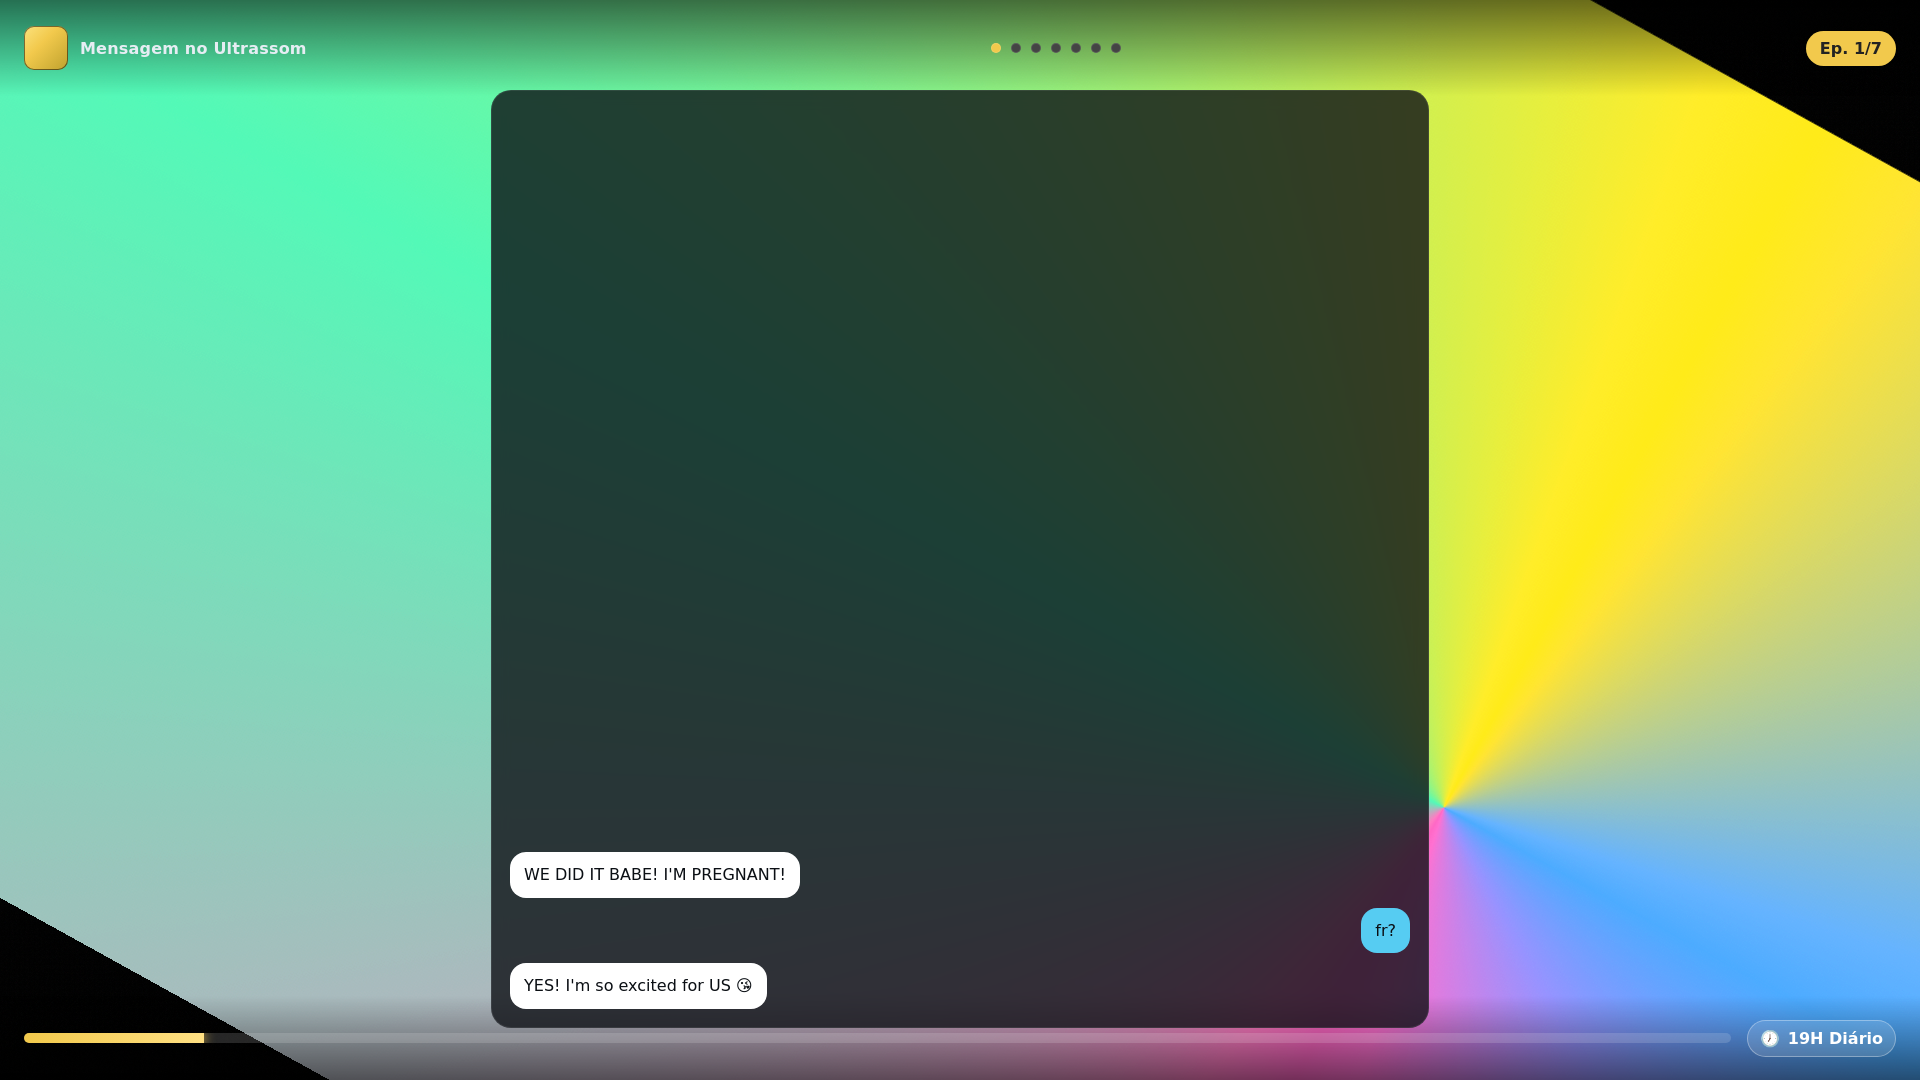 Mensagem no Ultrassom
Ep. 1/7
WE DID IT BABE! I'M PREGNANT!
fr?
YES! I'm so excited for US 😘
🕖 19H Diário